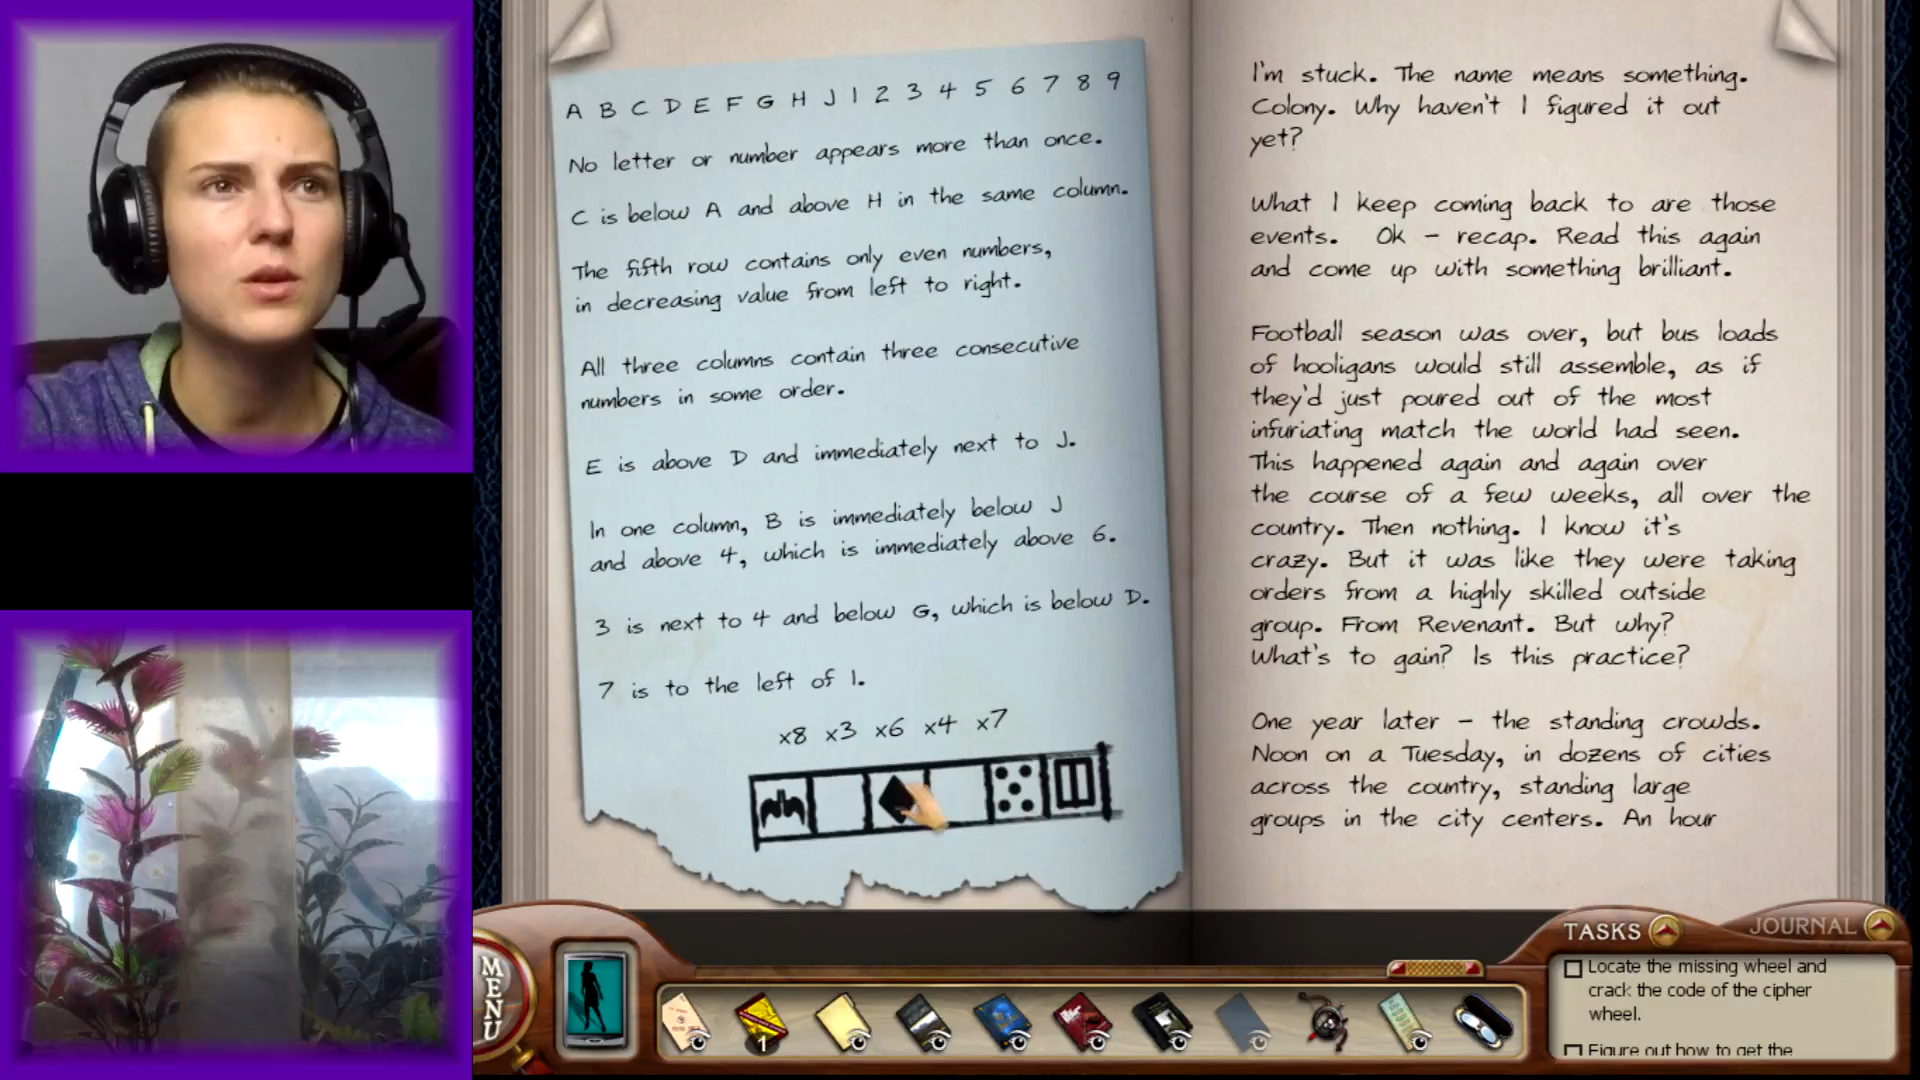 A B C D E F G H J 1 2 3 4 5 6 7 8 9
No letter or number appears more than once.
C is below A and above H in the same column.
The fifth row contains only even numbers,
in decreasing value from left to right.
All three columns contain three consecutive
numbers in some order.
E is above D and immediately next to J.
In one column, B is immediately below J
and above 4, which is immediately above 6.
3 is next to 4 and below G, which is below D.
7 is to the left of 1.
x8 x3 x6 x4 x7
I'm stuck. The name means something.
Colony. Why haven't I figured it out
yet?
What I keep coming back to are those
events. Ok - recap. Read this again
and come up with something brilliant.
Football season was over, but bus loads
of hooligans would still assemble, as if
they'd just poured out of the most
infuriating match the world had seen.
This happened again and again over
the course of a few weeks, all over the
country. Then nothing. I know it's
crazy. But it was like they were taking
orders from a highly skilled outside
group. From Revenant. But why?
What's to gain? Is this practice?
One year later - the standing crowds.
Noon on a Tuesday, in dozens of cities
across the country, standing large
groups in the city centers. An hour
MENU
1
TASKS
JOURNAL
Locate the missing wheel and
crack the code of the cipher
wheel.
Figure out how to get the